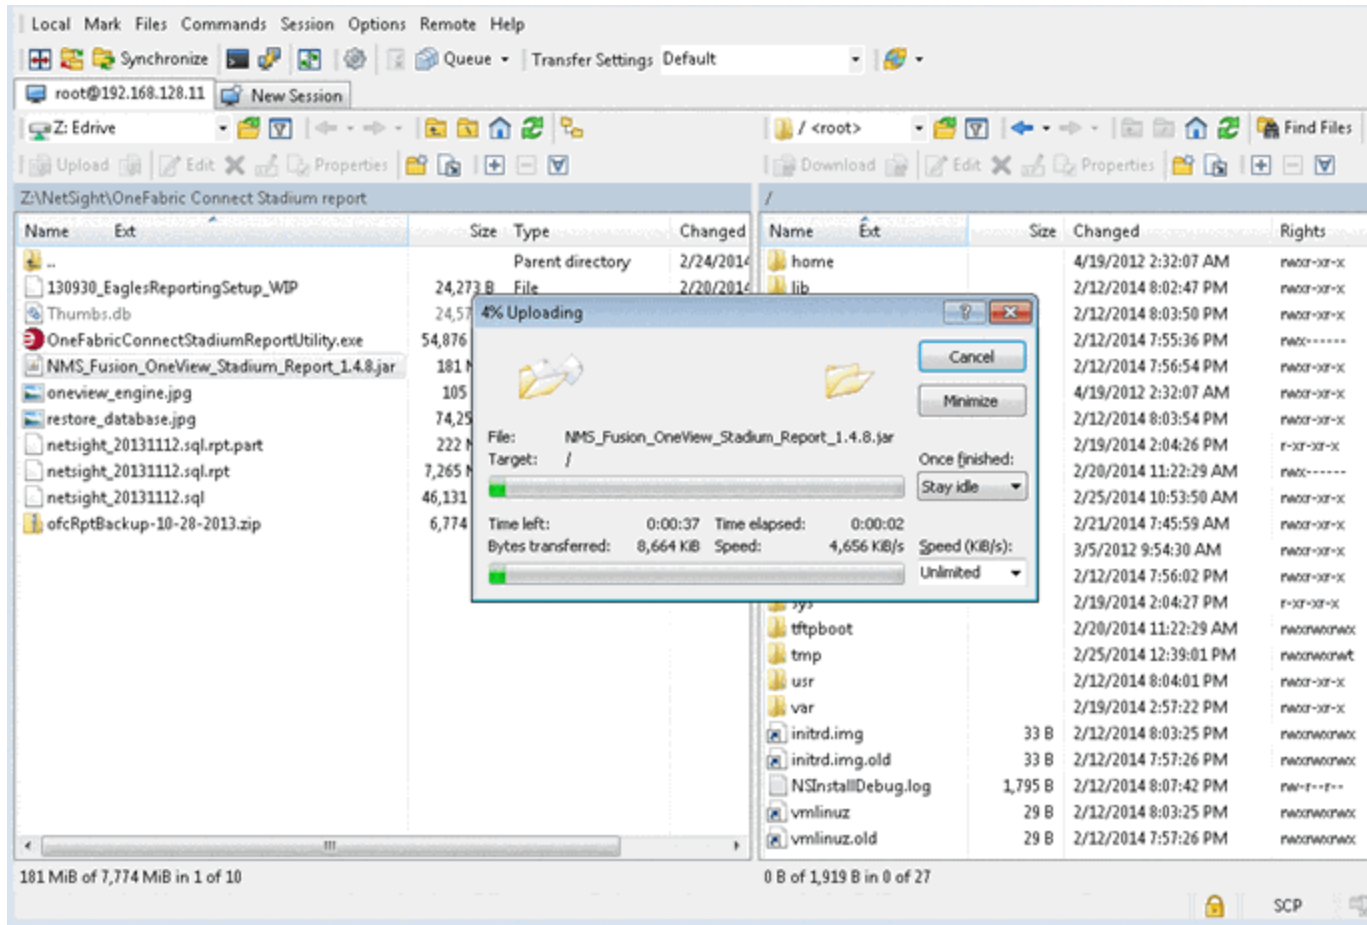 Local Mark Files Commands Session Options Remote Help
Synchronize Queue Transfer Settings Default
root@192.168.128.11 New Session
Z: Edrive / <root> Find Files
Upload Edit Properties Download Edit Properties
Z:\NetSight\OneFabric Connect Stadium report /
Name Ext Size Type Changed Name Ext Size Changed Rights
.. Parent directory 2/24/2014 home 4/19/2012 2:32:07 AM rwxr-xr-x
130930_EaglesReportingSetup_WIP 24,273 B File 2/20/2014 lib 2/12/2014 8:02:47 PM rwxr-xr-x
Thumbs.db 24,57 2/12/2014 8:03:50 PM rwxr-xr-x
OneFabricConnectStadiumReportUtility.exe 54,876 2/12/2014 7:55:36 PM rwx------
NMS_Fusion_OneView_Stadium_Report_1.4.8.jar 181 M 2/12/2014 7:56:54 PM rwxr-xr-x
oneview_engine.jpg 105 4/19/2012 2:32:07 AM rwxr-xr-x
restore_database.jpg 74,25 2/12/2014 8:03:54 PM rwxr-xr-x
netsight_20131112.sql.rpt.part 222 M 2/19/2014 2:04:26 PM r-xr-xr-x
netsight_20131112.sql.rpt 7,265 M 2/20/2014 11:22:29 AM rwx------
netsight_20131112.sql 46,131 2/25/2014 10:53:50 AM rwxr-xr-x
ofcRptBackup-10-28-2013.zip 6,774 2/21/2014 7:45:59 AM rwxr-xr-x
3/5/2012 9:54:30 AM rwxr-xr-x
2/12/2014 7:56:02 PM rwxr-xr-x
sys 2/19/2014 2:04:27 PM r-xr-xr-x
tftpboot 2/20/2014 11:22:29 AM rwxrwxrwx
tmp 2/25/2014 12:39:01 PM rwxrwxrwt
usr 2/12/2014 8:04:01 PM rwxr-xr-x
var 2/19/2014 2:57:22 PM rwxr-xr-x
initrd.img 33 B 2/12/2014 8:03:25 PM rwxrwxrwx
initrd.img.old 33 B 2/12/2014 7:57:26 PM rwxrwxrwx
NSInstallDebug.log 1,795 B 2/12/2014 8:07:42 PM rw-r--r--
vmlinuz 29 B 2/12/2014 8:03:25 PM rwxrwxrwx
vmlinuz.old 29 B 2/12/2014 7:57:26 PM rwxrwxrwx
4% Uploading
Cancel
Minimize
File: NMS_Fusion_OneView_Stadium_Report_1.4.8.jar
Target: / Once finished:
Stay idle
Time left: 0:00:37 Time elapsed: 0:00:02
Bytes transferred: 8,664 KiB Speed: 4,656 KiB/s Speed (KiB/s):
Unlimited
181 MiB of 7,774 MiB in 1 of 10 0 B of 1,919 B in 0 of 27
SCP